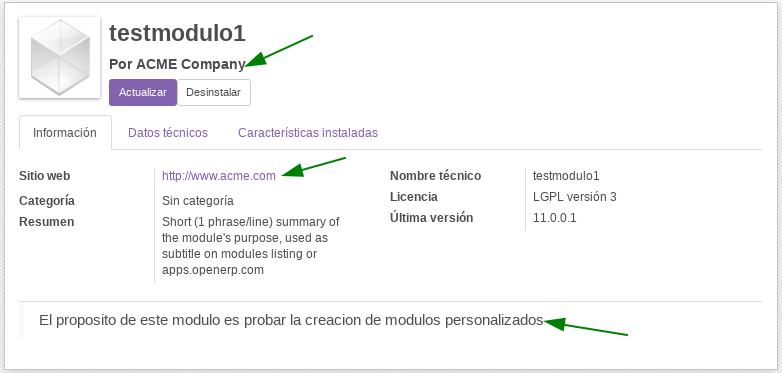 testmodulo1
Por ACME Company
Actualizar Desinstalar
Información Datos técnicos Características instaladas
Sitio web http://www.acme.com
Categoría Sin categoría
Resumen Short (1 phrase/line) summary of
the module's purpose, used as
subtitle on modules listing or
apps.openerp.com
Nombre técnico testmodulo1
Licencia LGPL versión 3
Última versión 11.0.0.1
El proposito de este modulo es probar la creacion de modulos personalizados